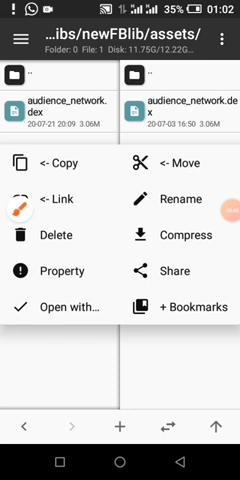 35% 01:02
...ibs/newFBlib/assets/
Folder: 0 File: 1 Disk: 11.75G/12.22G...
..
..
audience_network.
dex
20-07-21 20:09 3.06M
audience_network.de
x
20-07-03 16:50 3.06M
<- Copy
<- Move
<- Link
Rename
Delete
Compress
Property
Share
Open with...
+ Bookmarks